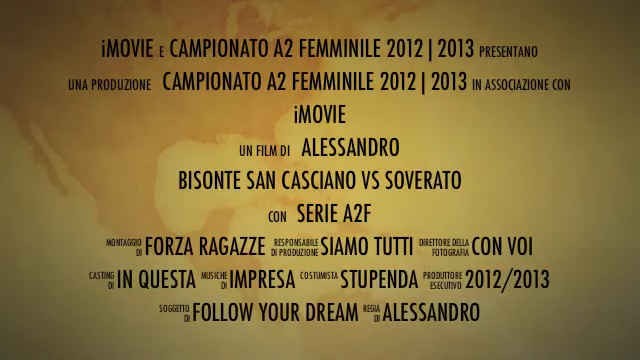 iMOVIE E CAMPIONATO A2 FEMMINILE 2012 | 2013 PRESENTANO
UNA PRODUZIONE CAMPIONATO A2 FEMMINILE 2012 | 2013 IN ASSOCIAZIONE CON
iMOVIE
UN FILM DI ALESSANDRO
BISONTE SAN CASCIANO VS SOVERATO
CON SERIE A2F
MONTAGGIO DI FORZA RAGAZZE RESPONSABILE DI PRODUZIONE SIAMO TUTTI DIRETTORE DELLA FOTOGRAFIA CON VOI
CASTING DI IN QUESTA MUSICHE DI IMPRESA COSTUMISTA STUPENDA PRODUTTORE ESECUTIVO 2012/2013
SOGGETTO DI FOLLOW YOUR DREAM REGIA DI ALESSANDRO